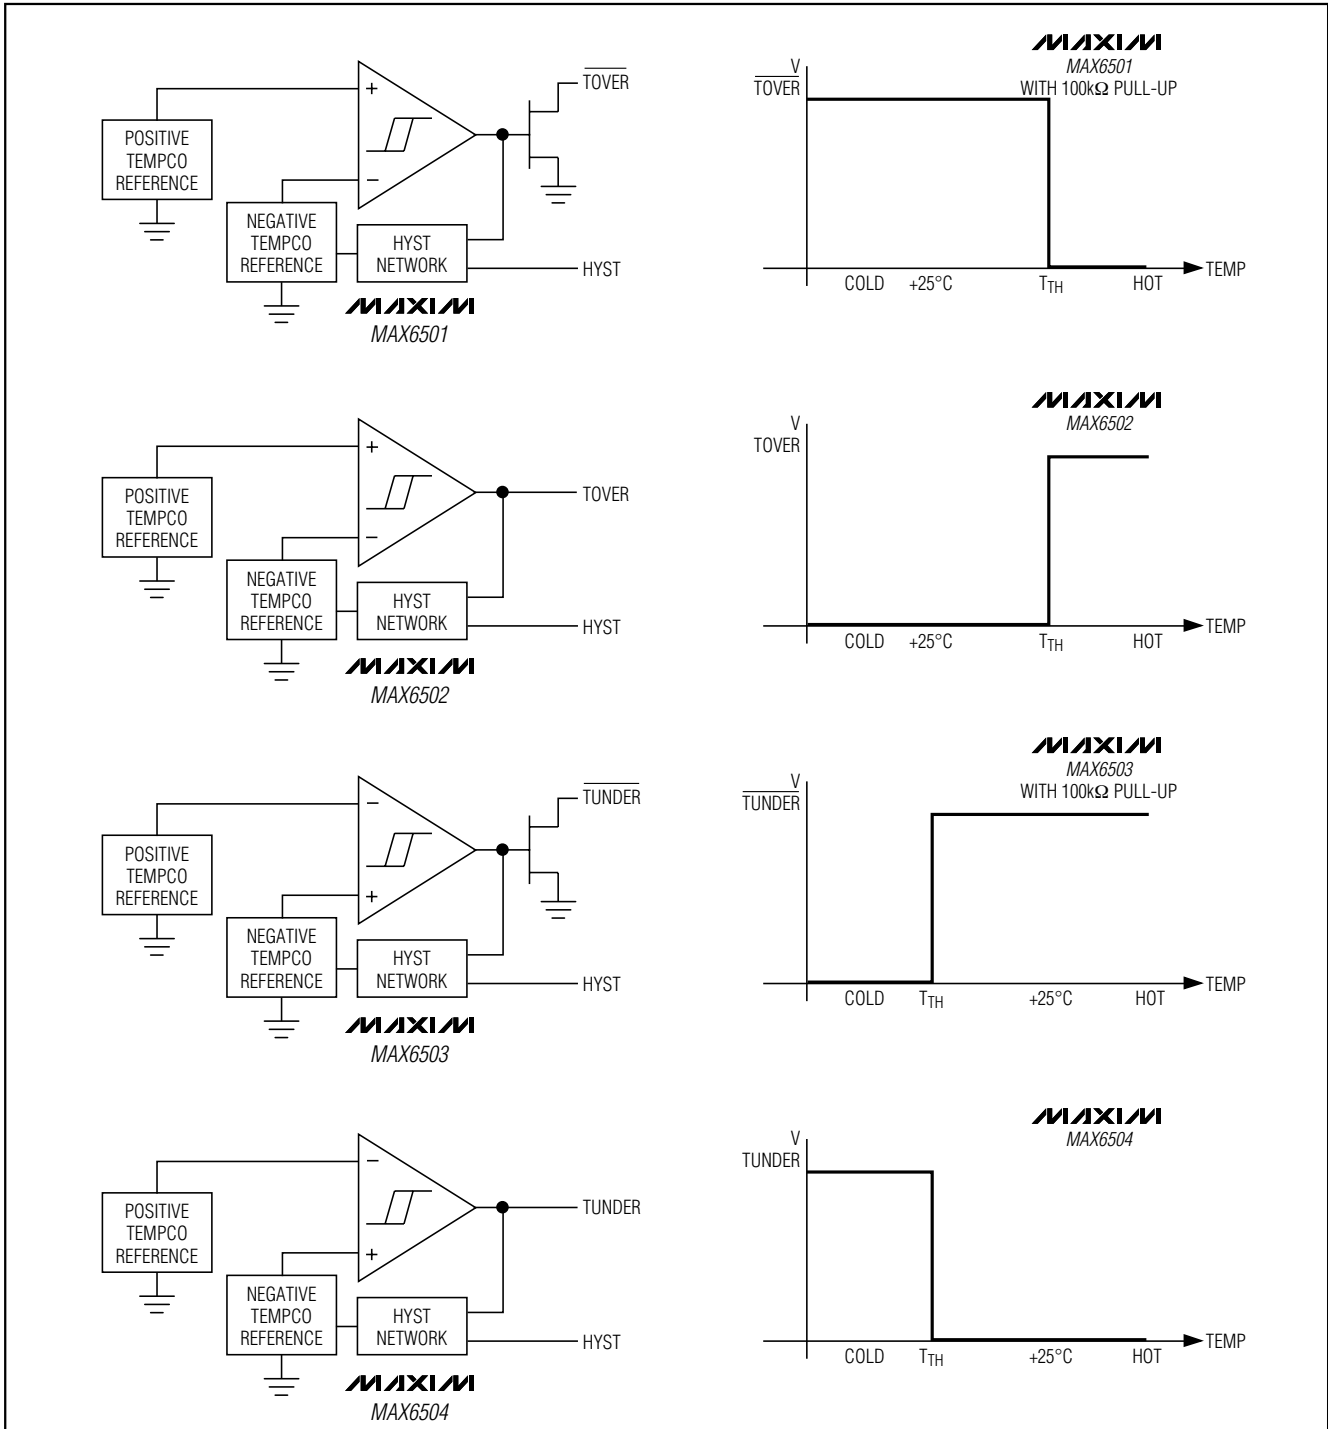 +
−
POSITIVE
TEMPCO
REFERENCE
NEGATIVE
TEMPCO
REFERENCE
HYST
NETWORK
TOVER
HYST
MAXIM
MAX6501
MAXIM
MAX6501
WITH 100kΩ PULL-UP
V
TOVER
COLD
+25°C
TTH
HOT
TEMP
+
−
POSITIVE
TEMPCO
REFERENCE
NEGATIVE
TEMPCO
REFERENCE
HYST
NETWORK
TOVER
HYST
MAXIM
MAX6502
MAXIM
MAX6502
V
TOVER
COLD
+25°C
TTH
HOT
TEMP
−
+
POSITIVE
TEMPCO
REFERENCE
NEGATIVE
TEMPCO
REFERENCE
HYST
NETWORK
TUNDER
HYST
MAXIM
MAX6503
MAXIM
MAX6503
WITH 100kΩ PULL-UP
V
TUNDER
COLD
TTH
+25°C
HOT
TEMP
−
+
POSITIVE
TEMPCO
REFERENCE
NEGATIVE
TEMPCO
REFERENCE
HYST
NETWORK
TUNDER
HYST
MAXIM
MAX6504
MAXIM
MAX6504
V
TUNDER
COLD
TTH
+25°C
HOT
TEMP